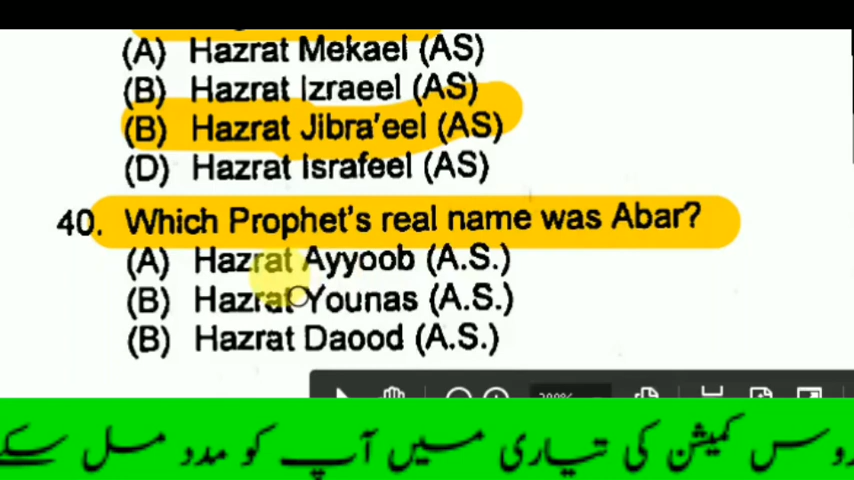 (A) Hazrat Mekael (AS)
(B) Hazrat Izraeel (AS)
(B) Hazrat Jibra'eel (AS)
(D) Hazrat Israfeel (AS)
40. Which Prophet's real name was Abar?
(A) Hazrat Ayyoob (A.S.)
(B) Hazrat Younas (A.S.)
(B) Hazrat Daood (A.S.)
کمیشن کی تیاری میں آپ کو مدد مل سکے